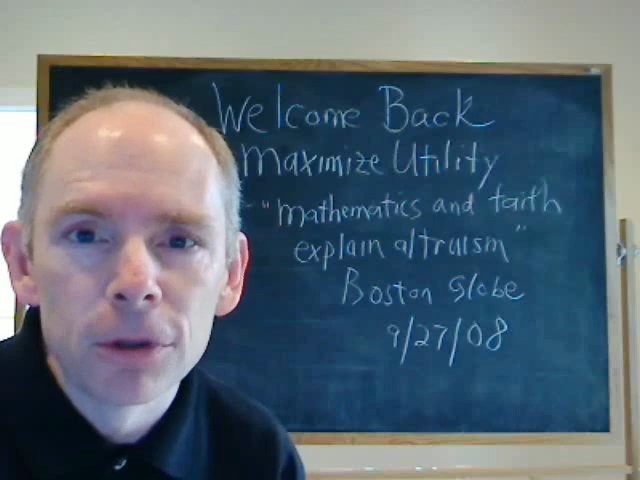 Welcome Back
Maximize Utility
- "mathematics and faith
explain altruism"
Boston Globe
9/27/08